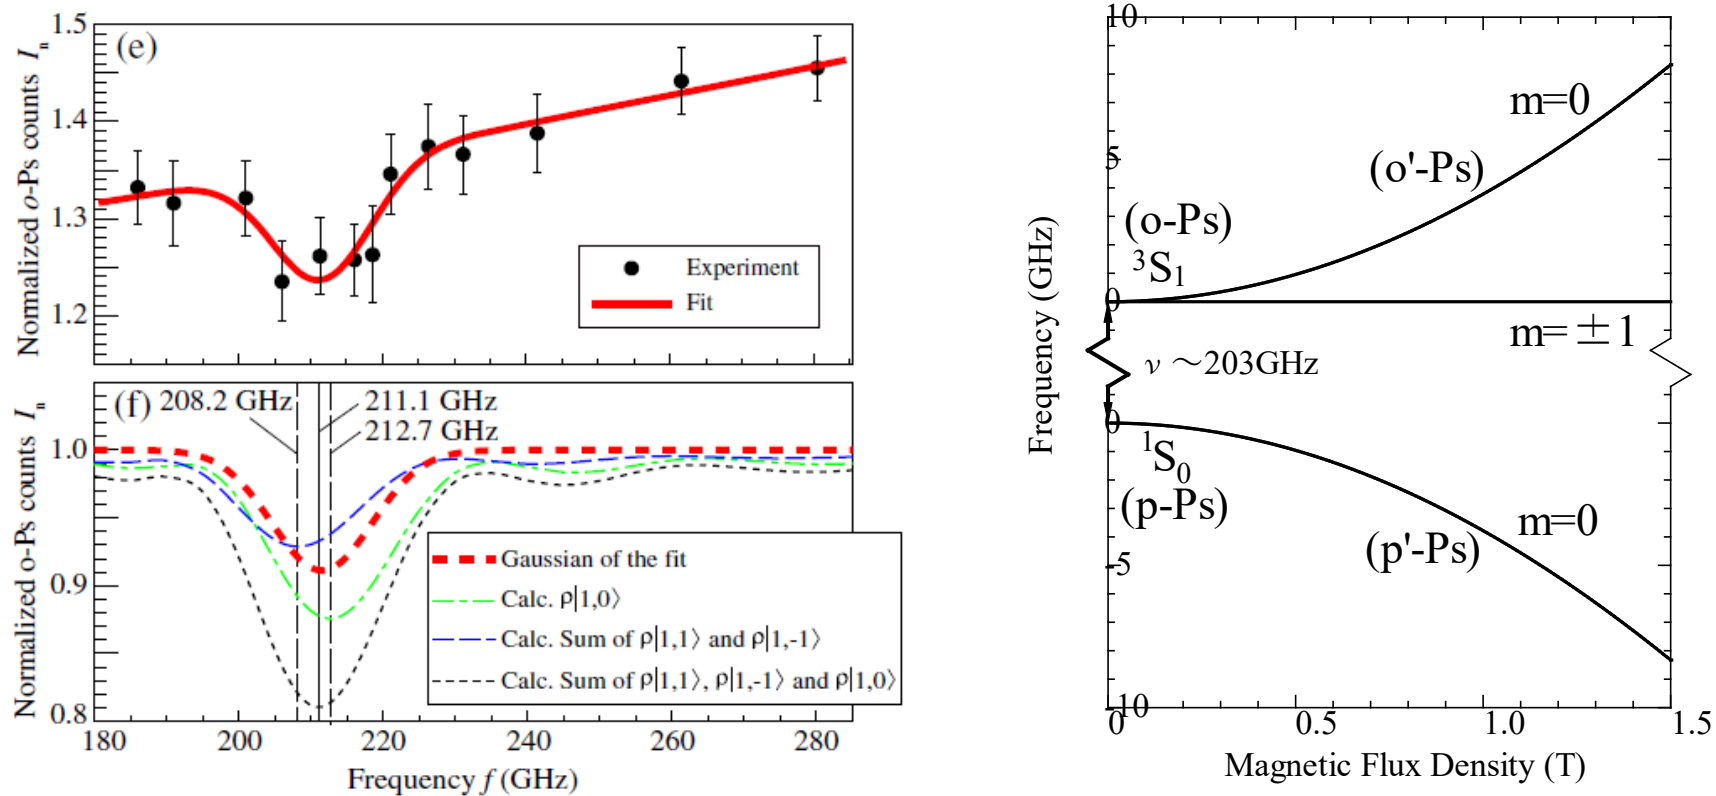 1.5
1.4
1.3
1.2
Normalized o-Ps counts Iₙ
(e)
Experiment
Fit
(f)
208.2 GHz
211.1 GHz
212.7 GHz
1.0
0.9
0.8
Normalized o-Ps counts Iₙ
Gaussian of the fit
Calc. ρ|1,0⟩
Calc. Sum of ρ|1,1⟩ and ρ|1,-1⟩
Calc. Sum of ρ|1,1⟩, ρ|1,-1⟩ and ρ|1,0⟩
180 200 220 240 260 280
Frequency f (GHz)
10
5
0
0
-5
-10
Frequency (GHz)
m=0
(o'-Ps)
(o-Ps)
³S₁
m=±1
ν ～203GHz
¹S₀
(p-Ps)
m=0
(p'-Ps)
0 0.5 1.0 1.5
Magnetic Flux Density (T)